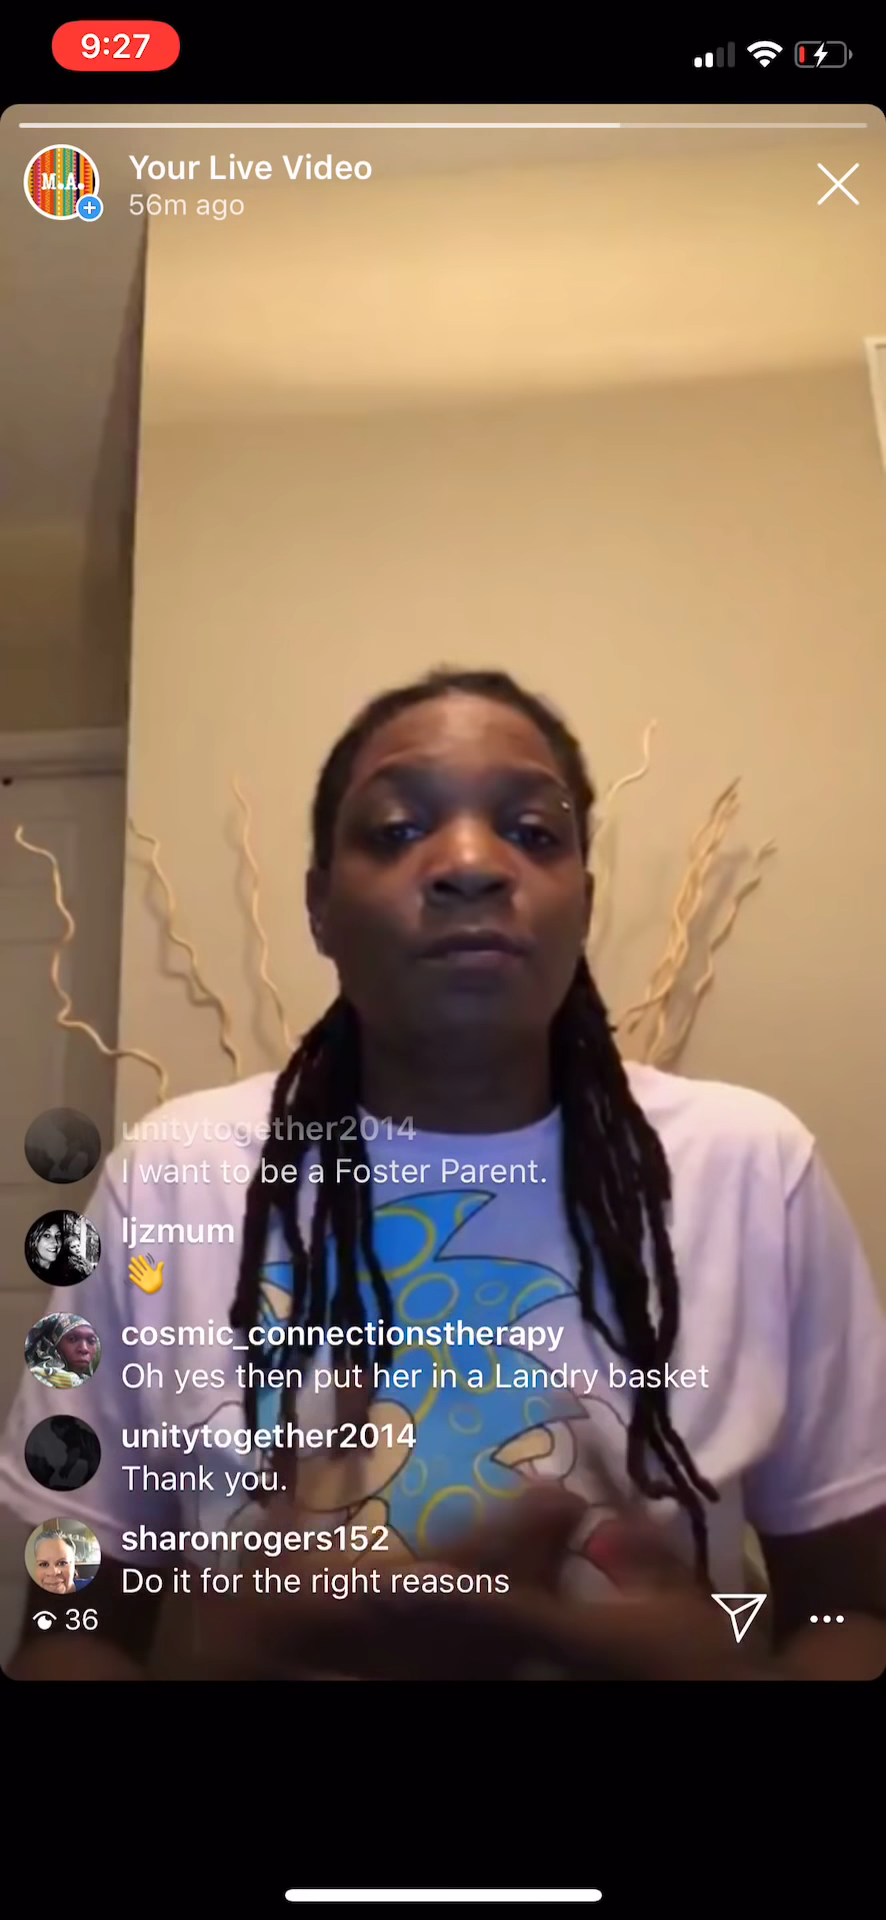 9:27
M.A.
Your Live Video
56m ago
unitytogether2014
I want to be a Foster Parent.
ljzmum
👋
cosmic_connectionstherapy
Oh yes then put her in a Landry basket
unitytogether2014
Thank you.
sharonrogers152
Do it for the right reasons
36